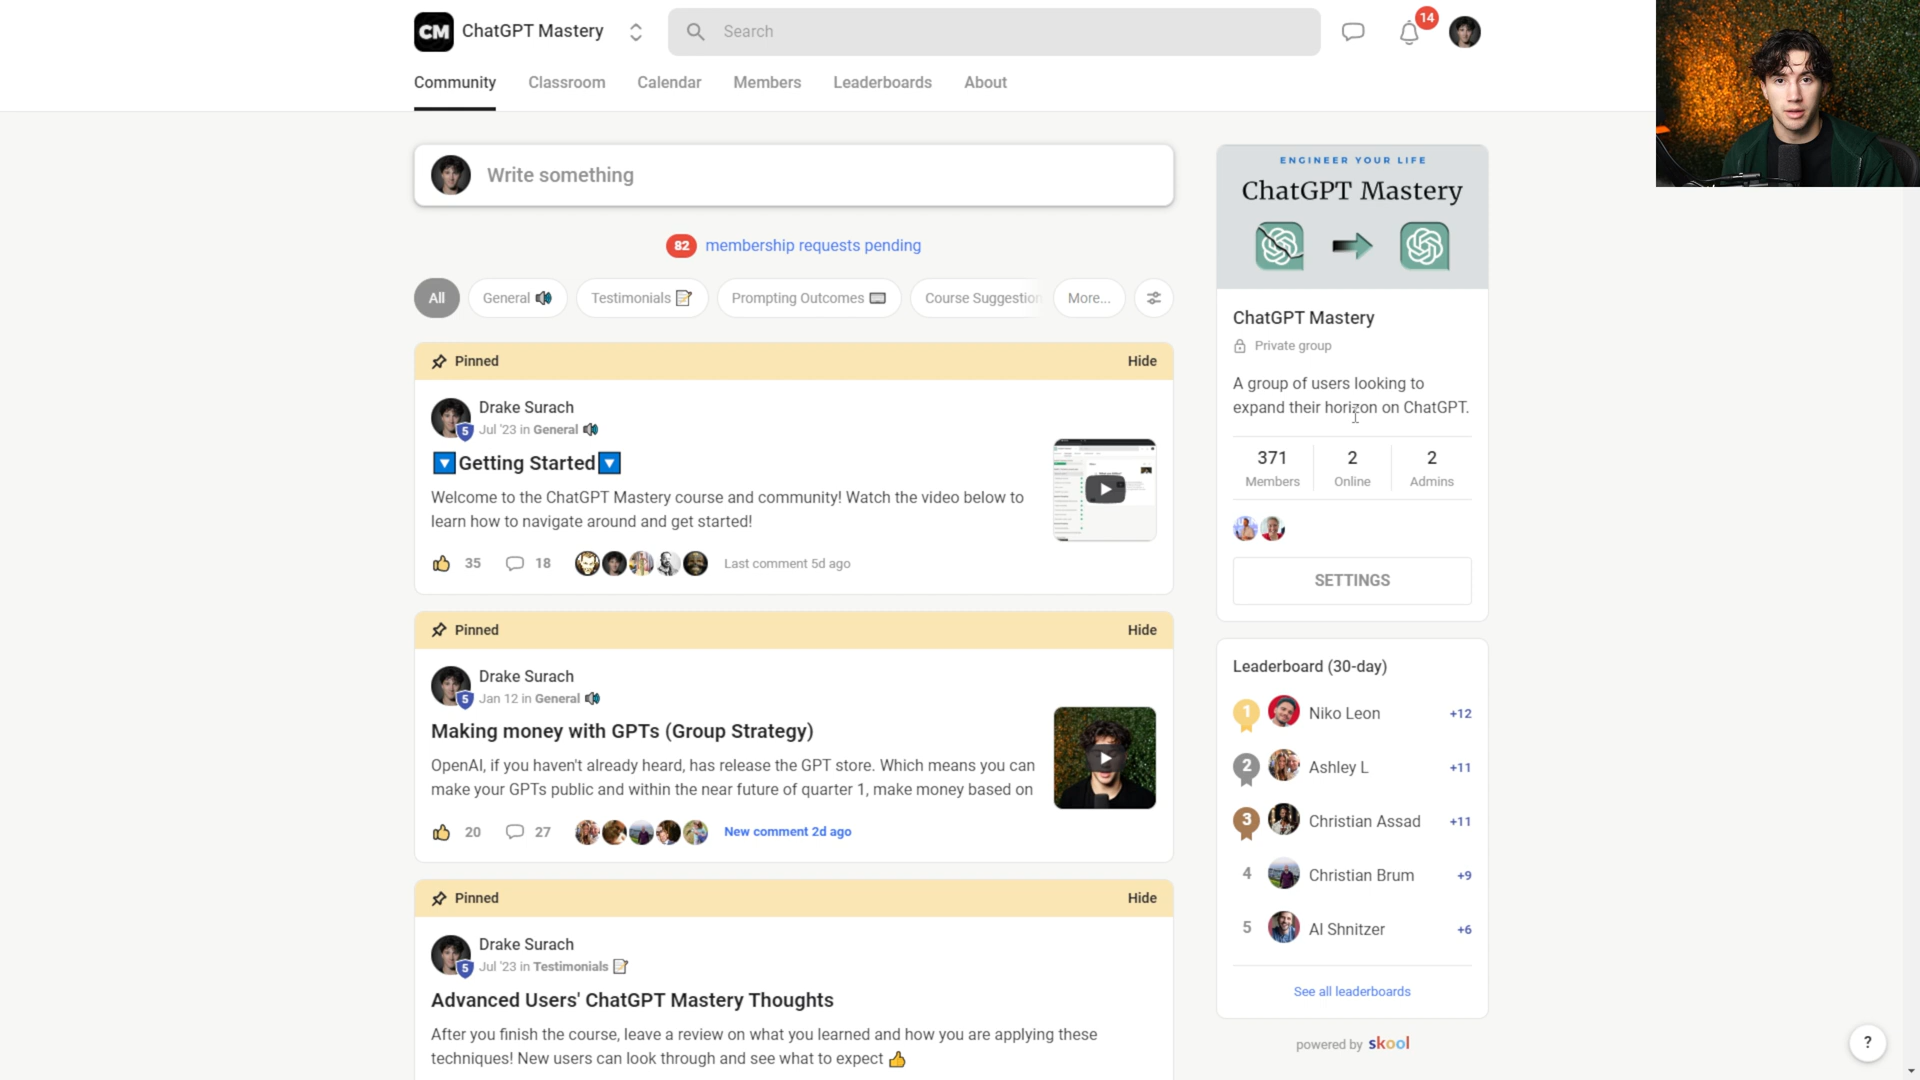 CM ChatGPT Mastery
Search
14
Community Classroom Calendar Members Leaderboards About
Write something
82 membership requests pending
All General Testimonials Prompting Outcomes Course Suggestion More...
Pinned Hide
Drake Surach
5 Jul '23 in General
Getting Started
Welcome to the ChatGPT Mastery course and community! Watch the video below to
learn how to navigate around and get started!
35 18 Last comment 5d ago
Pinned Hide
Drake Surach
5 Jan 12 in General
Making money with GPTs (Group Strategy)
OpenAI, if you haven't already heard, has release the GPT store. Which means you can
make your GPTs public and within the near future of quarter 1, make money based on
20 27 New comment 2d ago
Pinned Hide
Drake Surach
5 Jul '23 in Testimonials
Advanced Users' ChatGPT Mastery Thoughts
After you finish the course, leave a review on what you learned and how you are applying these
techniques! New users can look through and see what to expect
ENGINEER YOUR LIFE
ChatGPT Mastery
ChatGPT Mastery
Private group
A group of users looking to
expand their horizon on ChatGPT.
371 2 2
Members Online Admins
SETTINGS
Leaderboard (30-day)
1 Niko Leon +12
2 Ashley L +11
3 Christian Assad +11
4 Christian Brum +9
5 Al Shnitzer +6
See all leaderboards
powered by skool
?